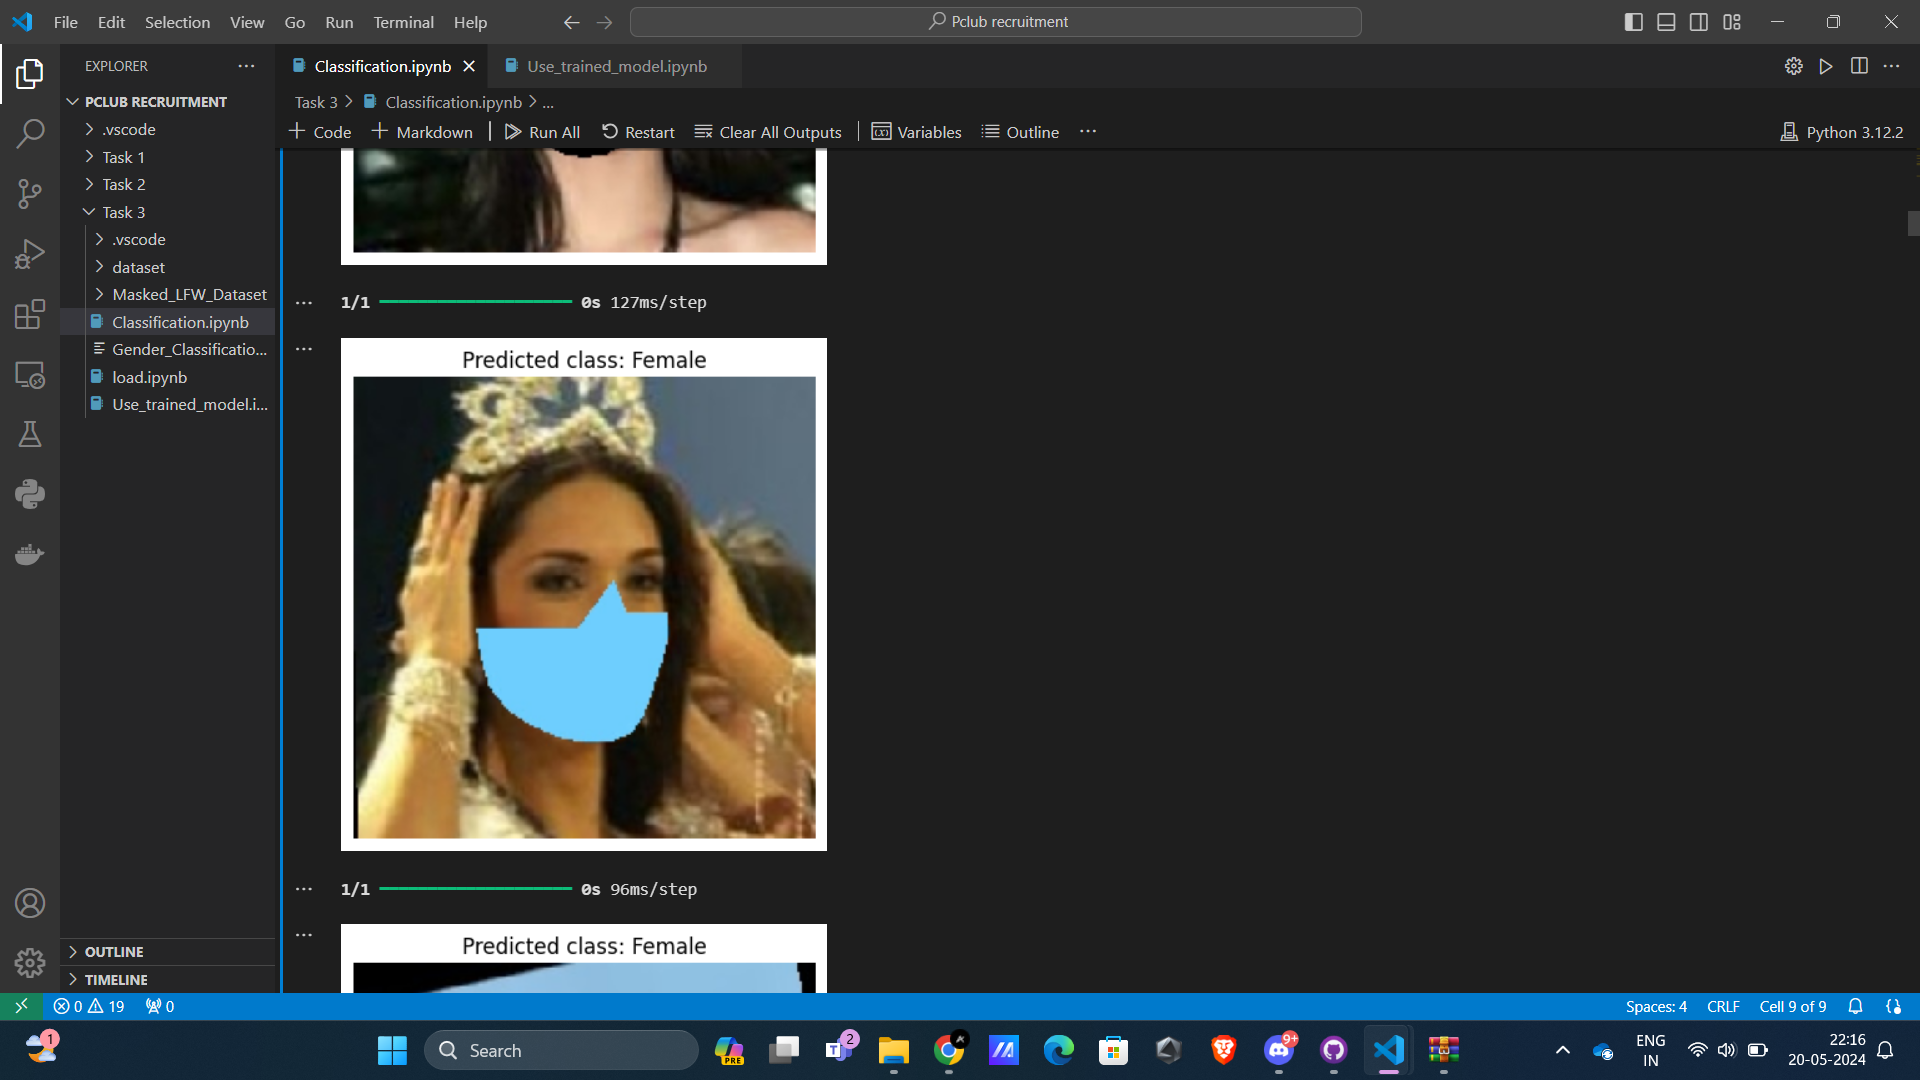 File Edit Selection View Go Run Terminal Help
Pclub recruitment
EXPLORER
PCLUB RECRUITMENT
.vscode
Task 1
Task 2
Task 3
.vscode
dataset
Masked_LFW_Dataset
Classification.ipynb
Gender_Classificatio...
load.ipynb
Use_trained_model.i...
OUTLINE
TIMELINE
Classification.ipynb
Use_trained_model.ipynb
Task 3 > Classification.ipynb > ...
Code Markdown Run All Restart Clear All Outputs Variables Outline ...
Python 3.12.2
1/1 0s 127ms/step
Predicted class: Female
1/1 0s 96ms/step
Predicted class: Female
0 19 0
Spaces: 4 CRLF Cell 9 of 9
1
Search
PRE
T 2
9+
ENG
IN
22:16
20-05-2024